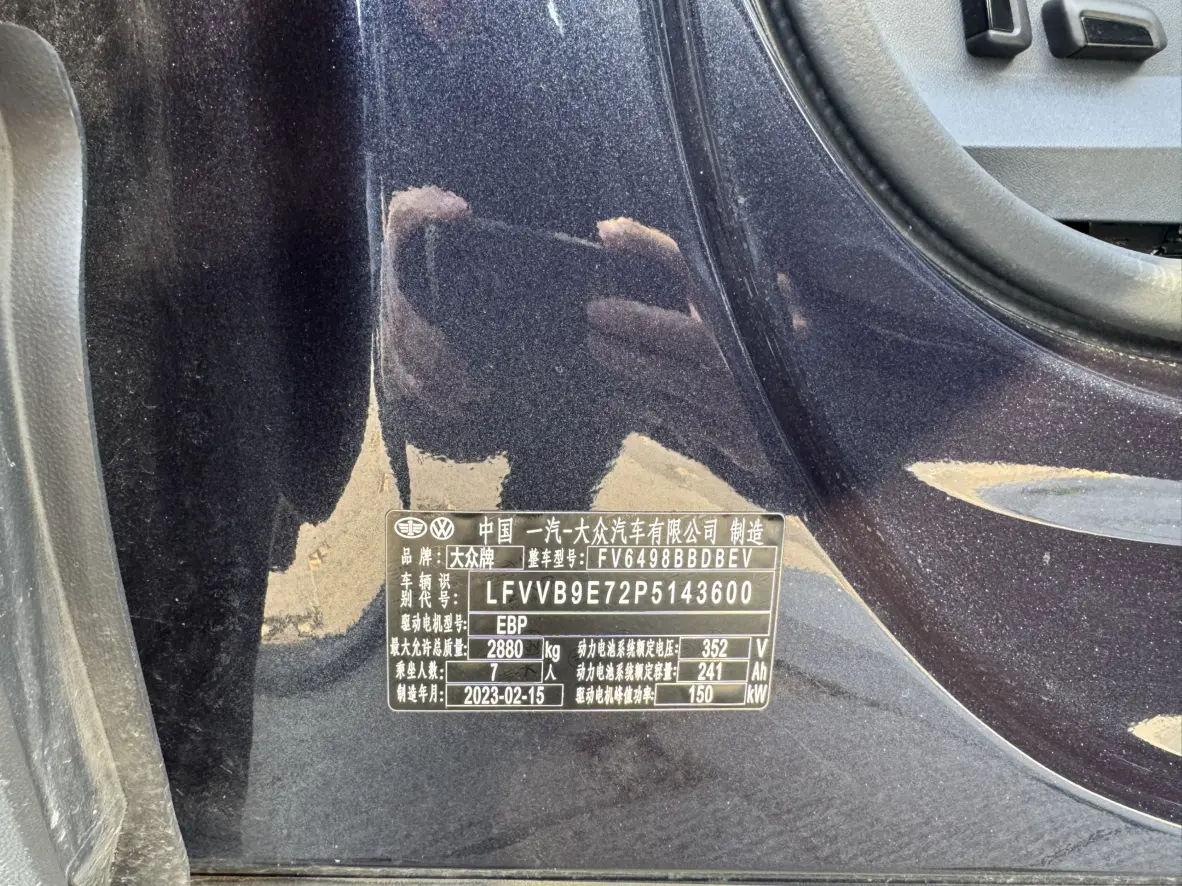 中国 一汽-大众汽车有限公司 制造
品牌: 大众牌 整车型号: FV6498BBDBEV
车辆识别代号: LFVVB9E72P5143600
驱动电机型号: EBP
最大允许总质量: 2880 kg 动力电池系统额定电压: 352 V
乘坐人数: 7 人 动力电池系统额定容量: 241 Ah
制造年月: 2023-02-15 驱动电机峰值功率: 150 kW